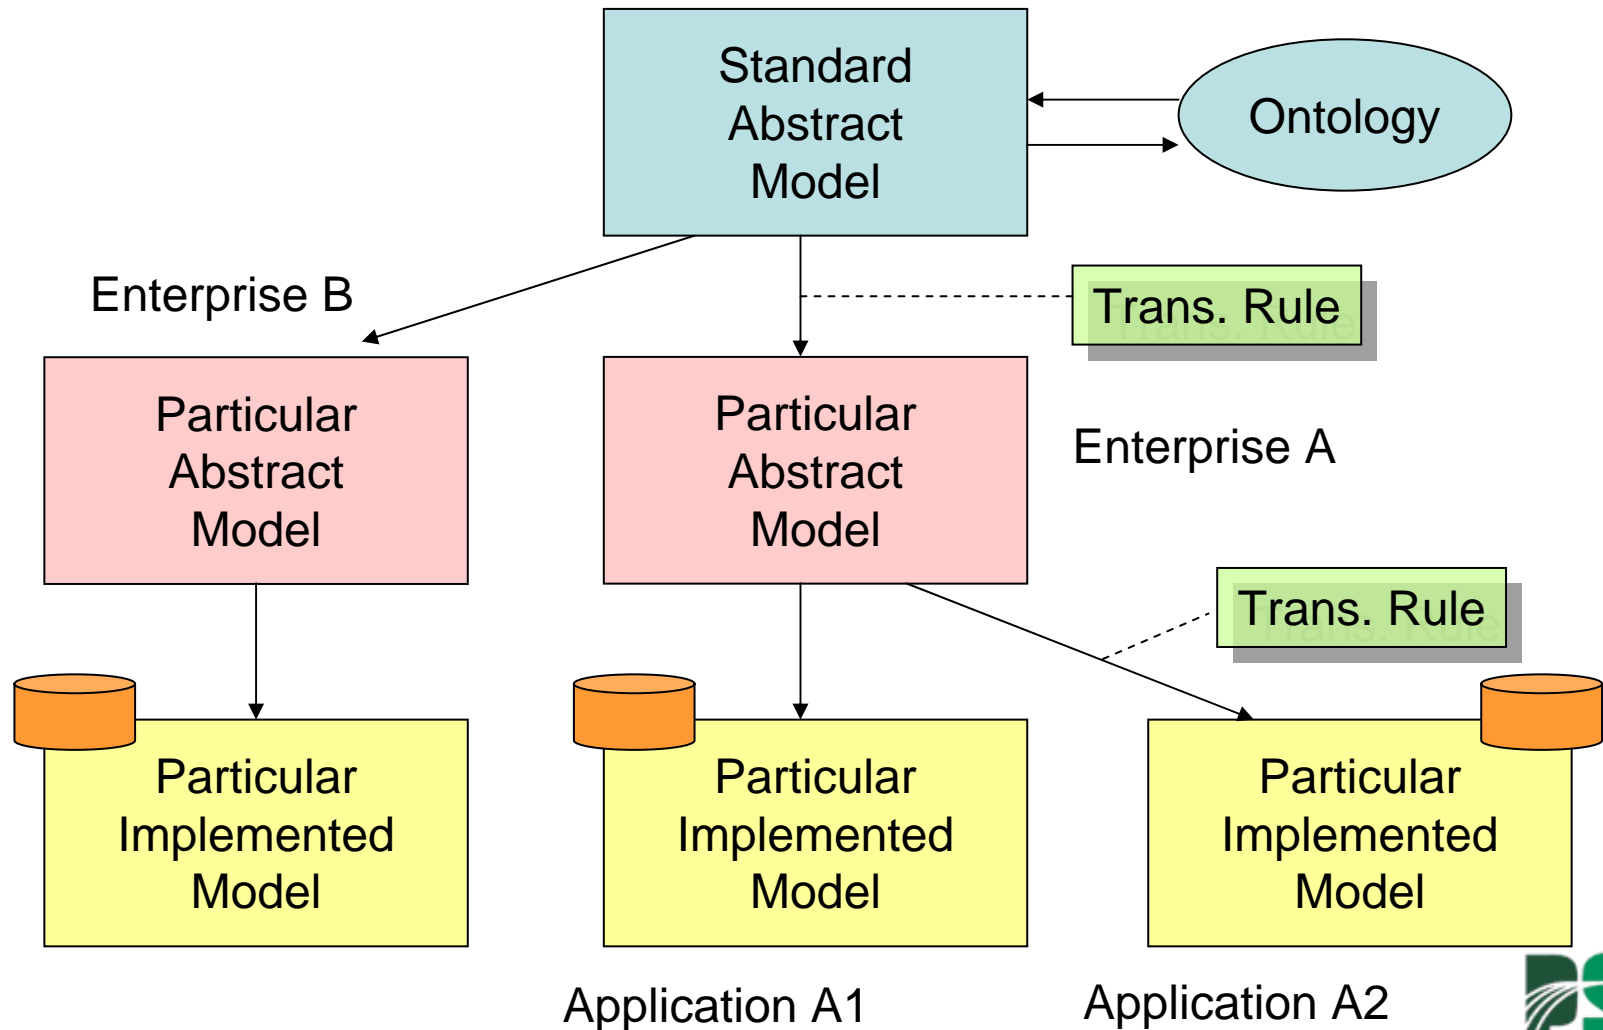 Standard
Abstract
Model
Ontology
Enterprise B
Trans. Rule
Particular
Abstract
Model
Particular
Abstract
Model
Enterprise A
Trans. Rule
Particular
Implemented
Model
Particular
Implemented
Model
Particular
Implemented
Model
Application A1
Application A2